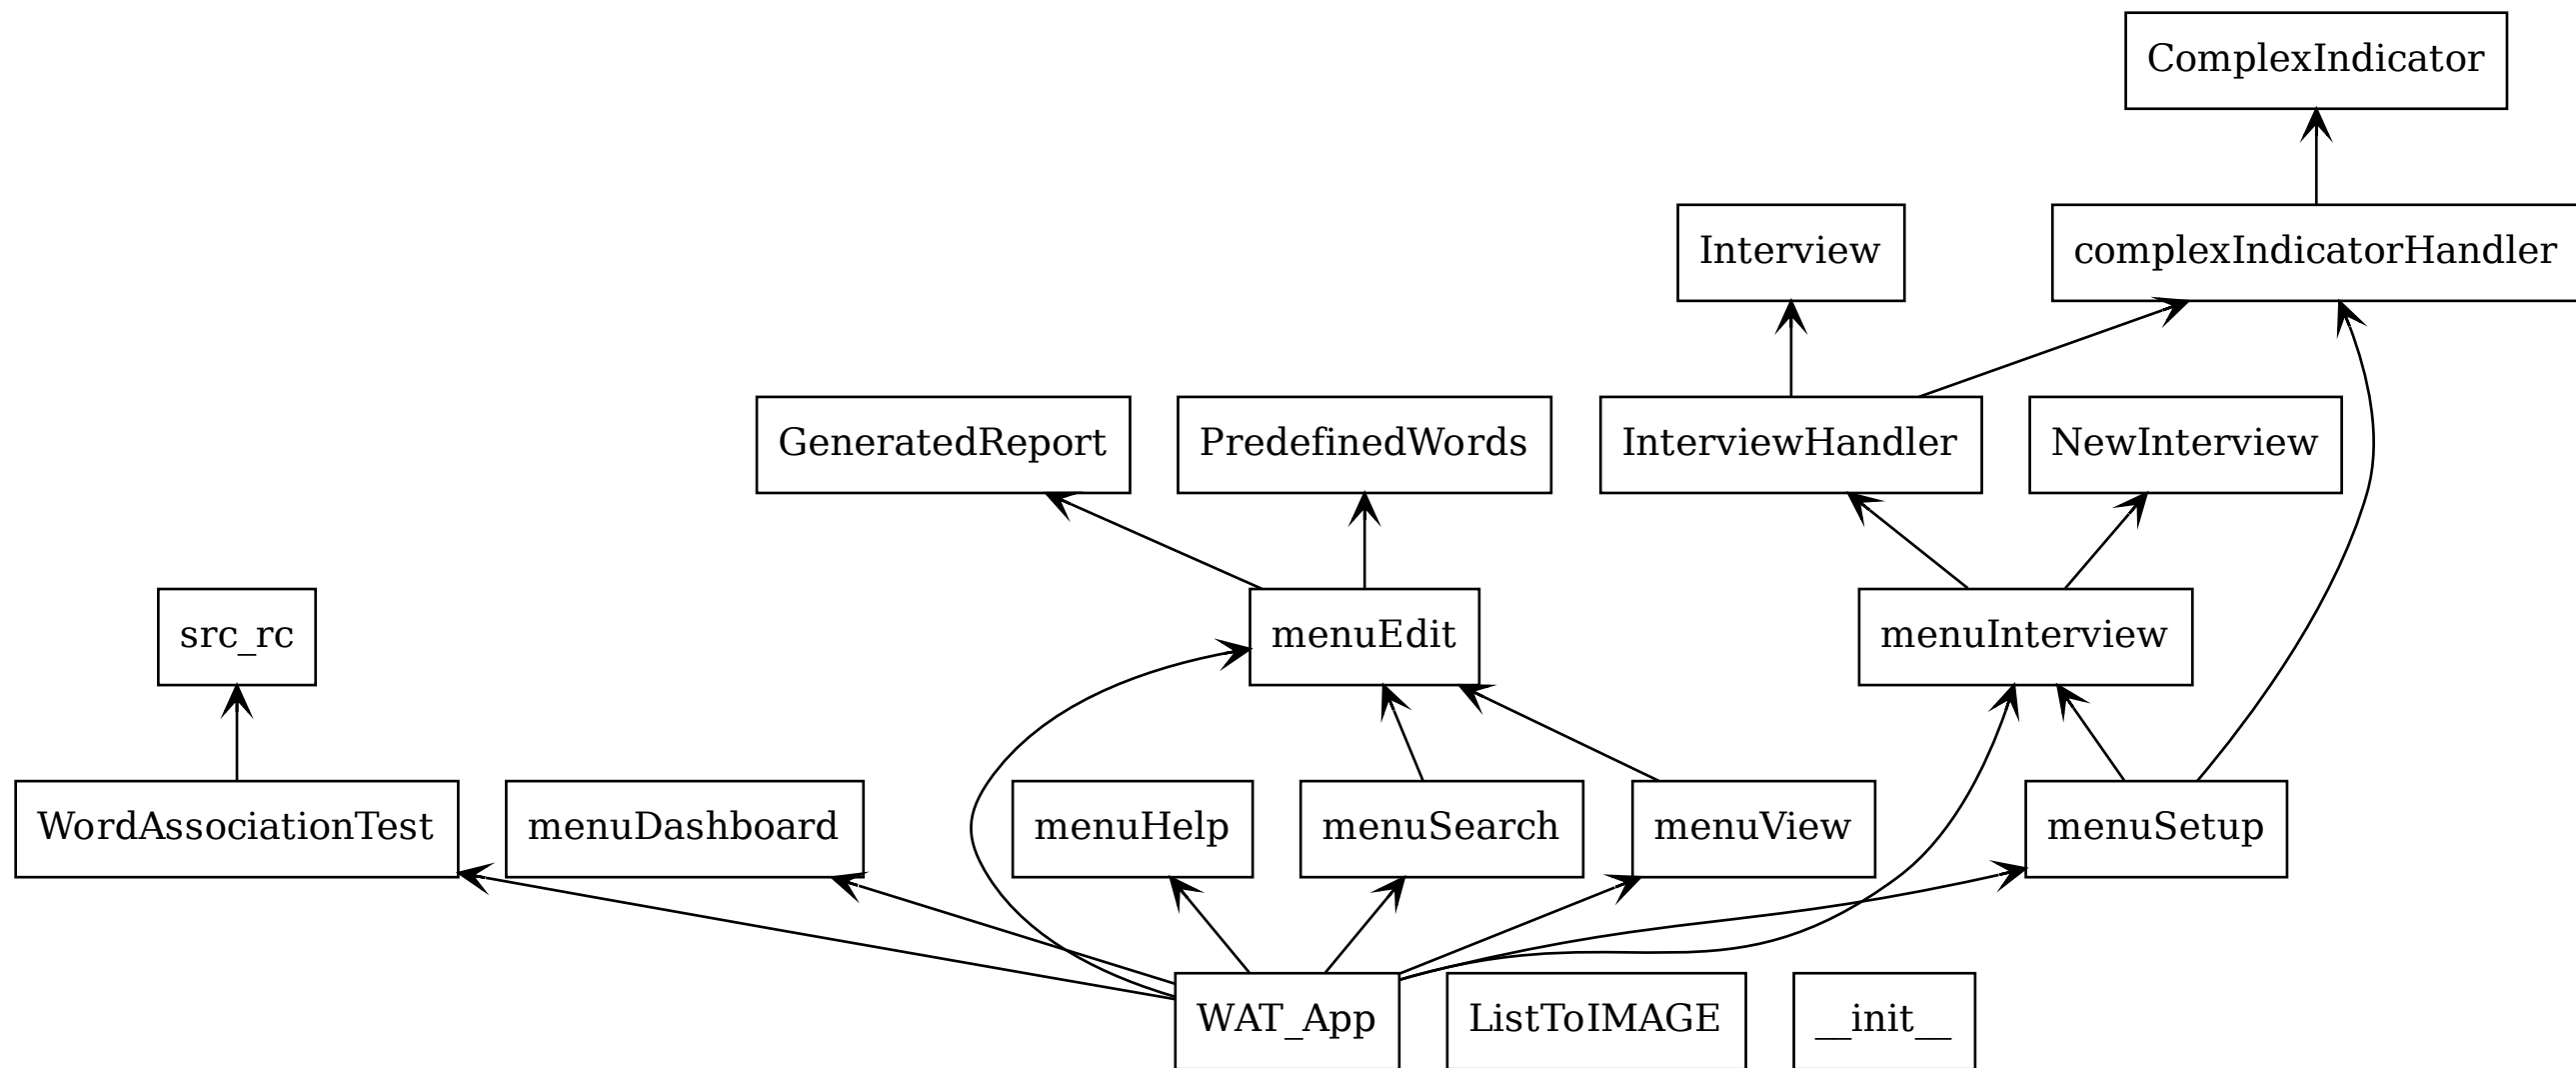 ComplexIndicator
Interview
complexIndicatorHandler
GeneratedReport
PredefinedWords
InterviewHandler
NewInterview
src_rc
menuEdit
menuInterview
WordAssociationTest
menuDashboard
menuHelp
menuSearch
menuView
menuSetup
WAT_App
ListToIMAGE
__init__